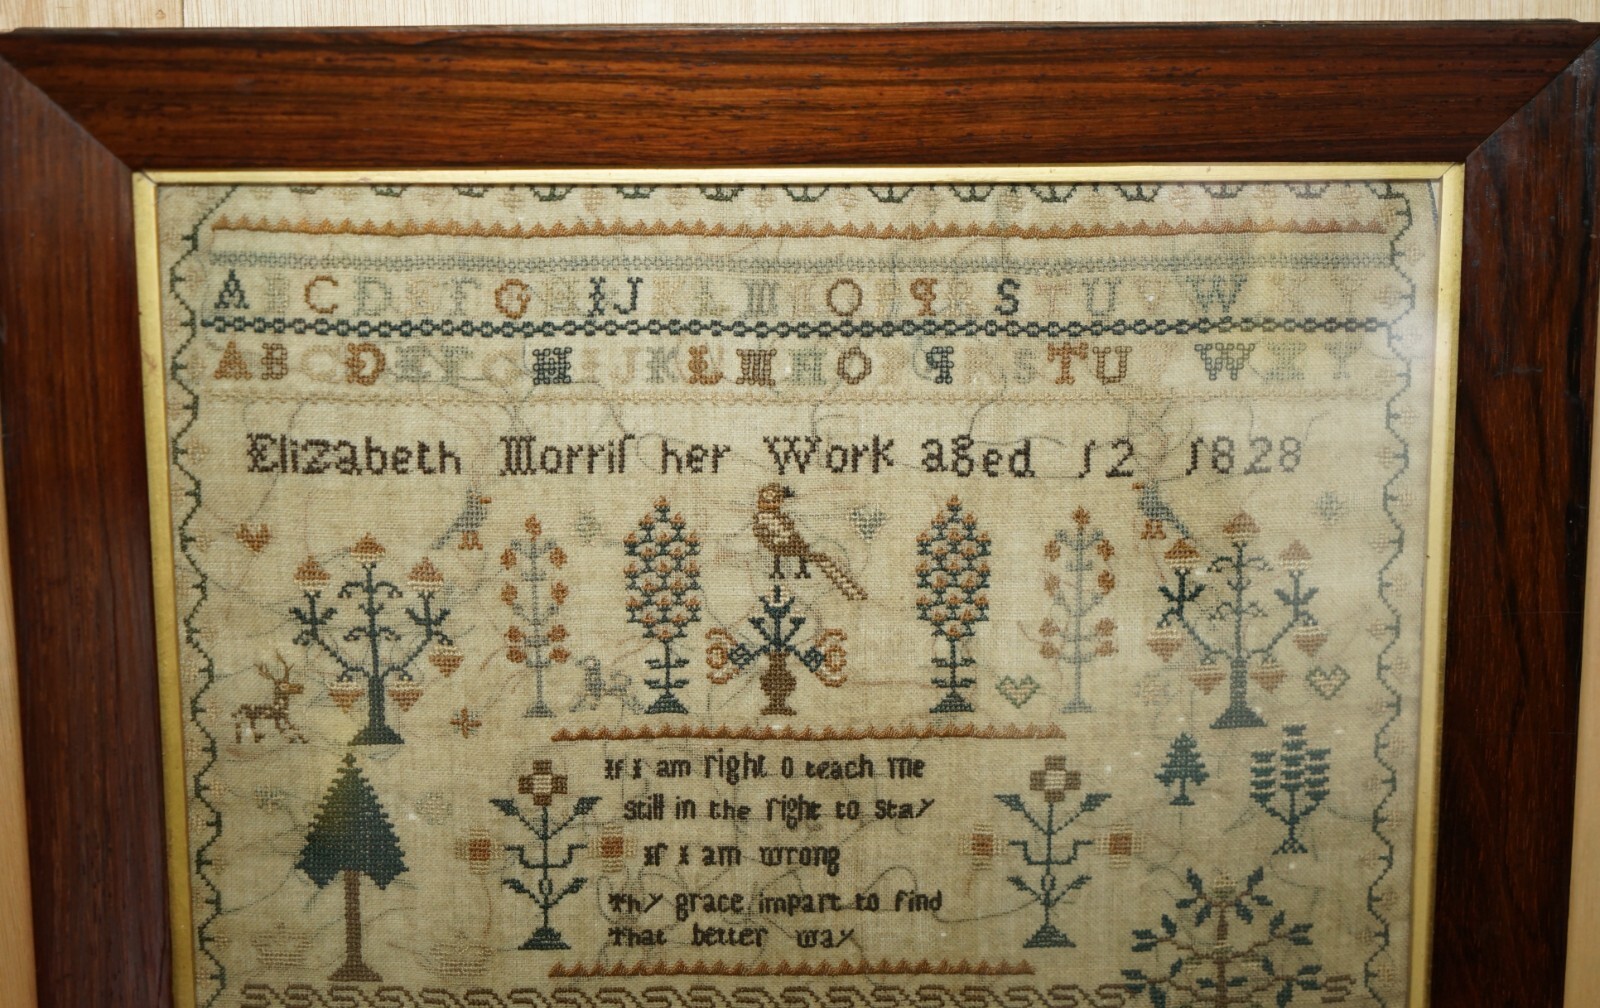 A B C D E F G H I J K L M N O P q R S T U V W X Y
A B C D E F G H I J K L M N O P q R S T U V W X Y
Elizabeth Morriſ her Work aged 12 1828
If I am right O teach me
Still in the right to stay
If I am wrong
Thy grace impart to find
That better way